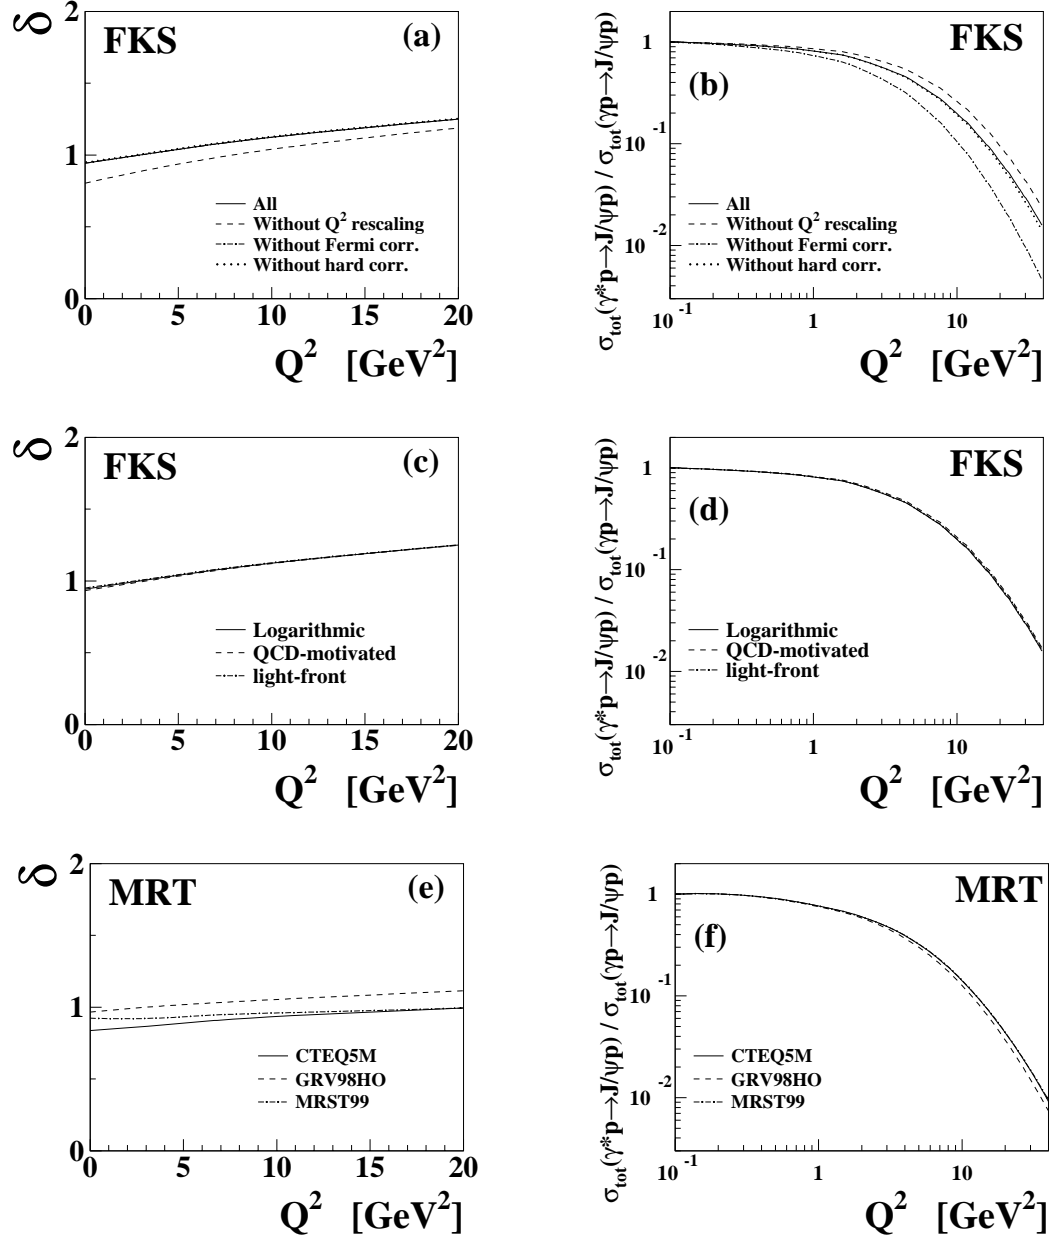 δ
2
1
0
FKS
(a)
All
Without Q² rescaling
Without Fermi corr.
Without hard corr.
0 5 10 15 20
Q² [GeV²]
σtot(γ*p→J/ψp) / σtot(γp→J/ψp)
1
10⁻¹
10⁻²
FKS
(b)
All
Without Q² rescaling
Without Fermi corr.
Without hard corr.
10⁻¹ 1 10
Q² [GeV²]
δ
2
1
0
FKS
(c)
Logarithmic
QCD-motivated
light-front
0 5 10 15 20
Q² [GeV²]
σtot(γ*p→J/ψp) / σtot(γp→J/ψp)
1
10⁻¹
10⁻²
FKS
(d)
Logarithmic
QCD-motivated
light-front
10⁻¹ 1 10
Q² [GeV²]
δ
2
1
0
MRT
(e)
CTEQ5M
GRV98HO
MRST99
0 5 10 15 20
Q² [GeV²]
σtot(γ*p→J/ψp) / σtot(γp→J/ψp)
1
10⁻¹
10⁻²
MRT
(f)
CTEQ5M
GRV98HO
MRST99
10⁻¹ 1 10
Q² [GeV²]